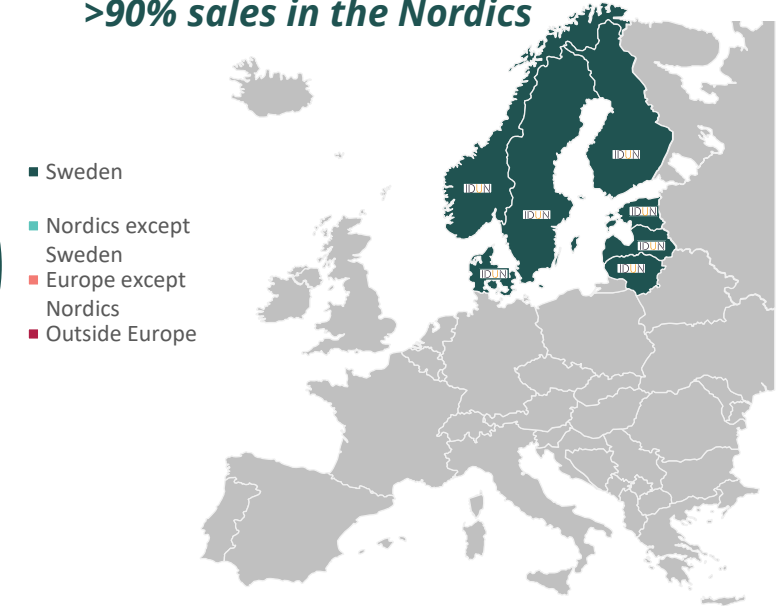 >90% sales in the Nordics
Sweden
Nordics except
Sweden
Europe except
Nordics
Outside Europe
IDUN
IDUN
IDUN
IDUN
IDUN
IDUN
IDUN